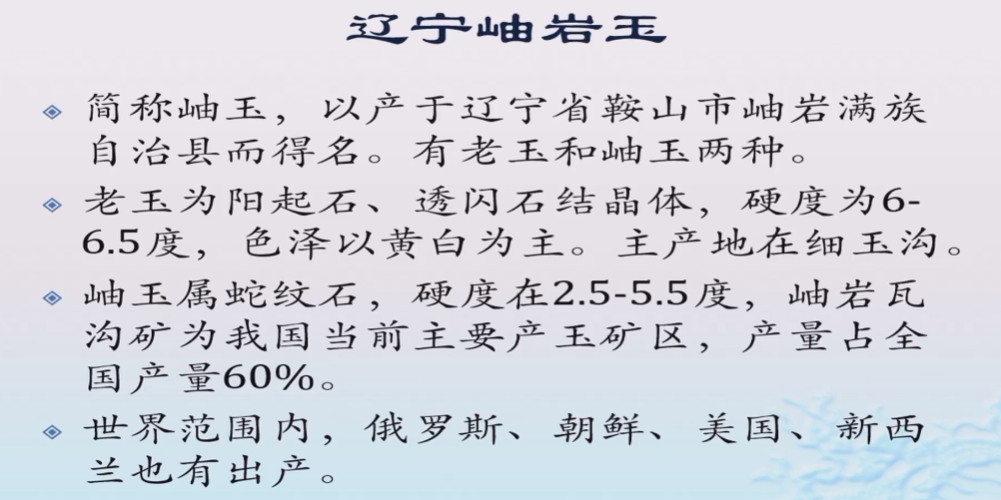 辽宁岫岩玉
简称岫玉，以产于辽宁省鞍山市岫岩满族
自治县而得名。有老玉和岫玉两种。
老玉为阳起石、透闪石结晶体，硬度为6-
6.5度，色泽以黄白为主。主产地在细玉沟。
岫玉属蛇纹石，硬度在2.5-5.5度，岫岩瓦
沟矿为我国当前主要产玉矿区，产量占全
国产量60%。
世界范围内，俄罗斯、朝鲜、美国、新西
兰也有出产。